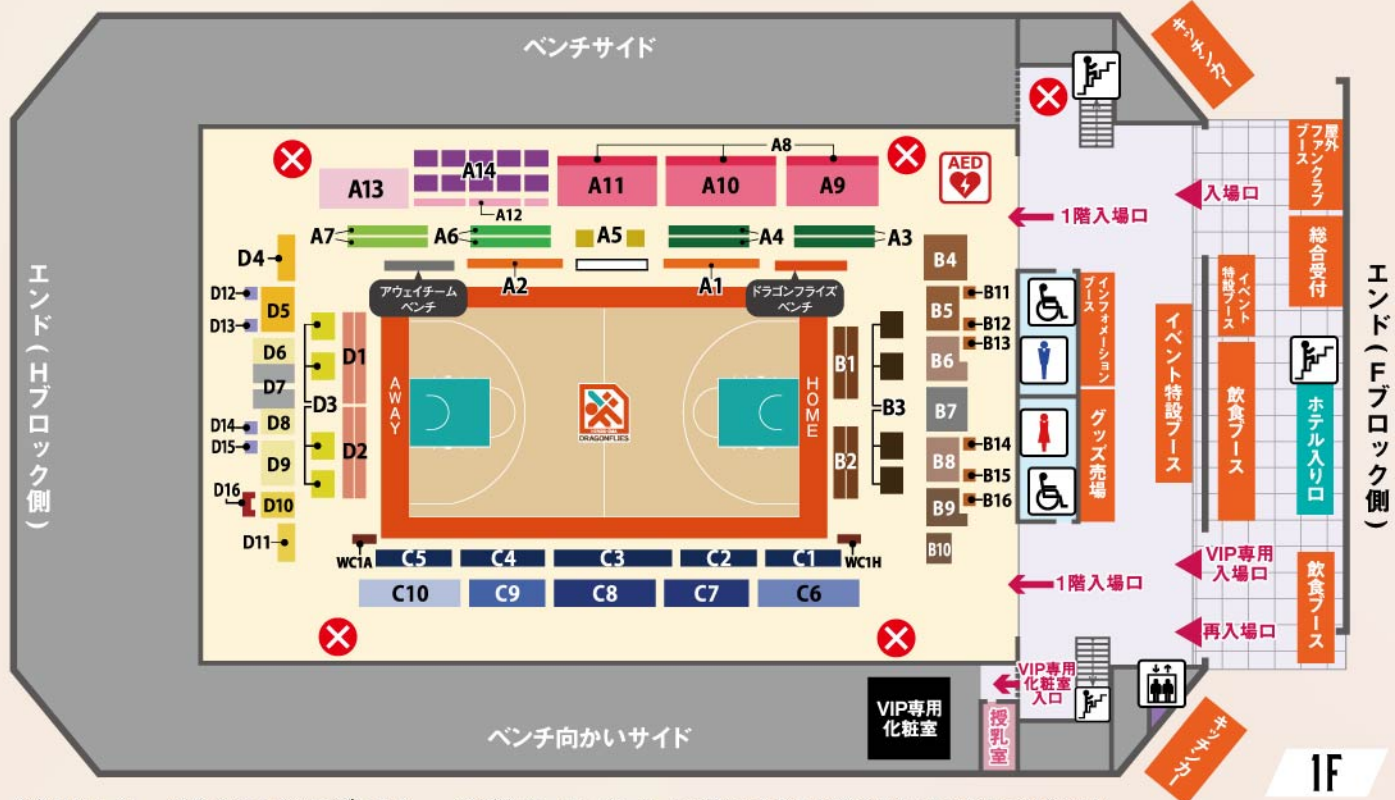 ベンチサイド
キッチンカー
AED
A8
A14
A13
A11
A10
A9
A12
1階入場口
入場口
屋外
ファンクラブ
ブース
総合受付
A7
A6
A5
A4
A3
A2
A1
アウェイチーム
ベンチ
ドラゴンフライズ
ベンチ
D4
D12
D5
D13
D6
D7
D3
D8
D14
D15
D9
D16
D10
D11
D1
D2
AWAY
DRAGONFLIES
HOME
B1
B2
B3
B4
B5
B6
B7
B8
B9
B10
B11
B12
B13
B14
B15
B16
インフォメーション
ブース
グッズ売場
イベント特設ブース
イベント
特設ブース
飲食ブース
ホテル入り口
エンド(Hブロック側)
エンド(Fブロック側)
WC1A
C5
C4
C3
C2
C1
WC1H
C10
C9
C8
C7
C6
1階入場口
VIP専用
入場口
再入場口
飲食ブース
VIP専用
化粧室
入口
VIP専用
化粧室
授乳室
ベンチ向かいサイド
キッチンカー
1F